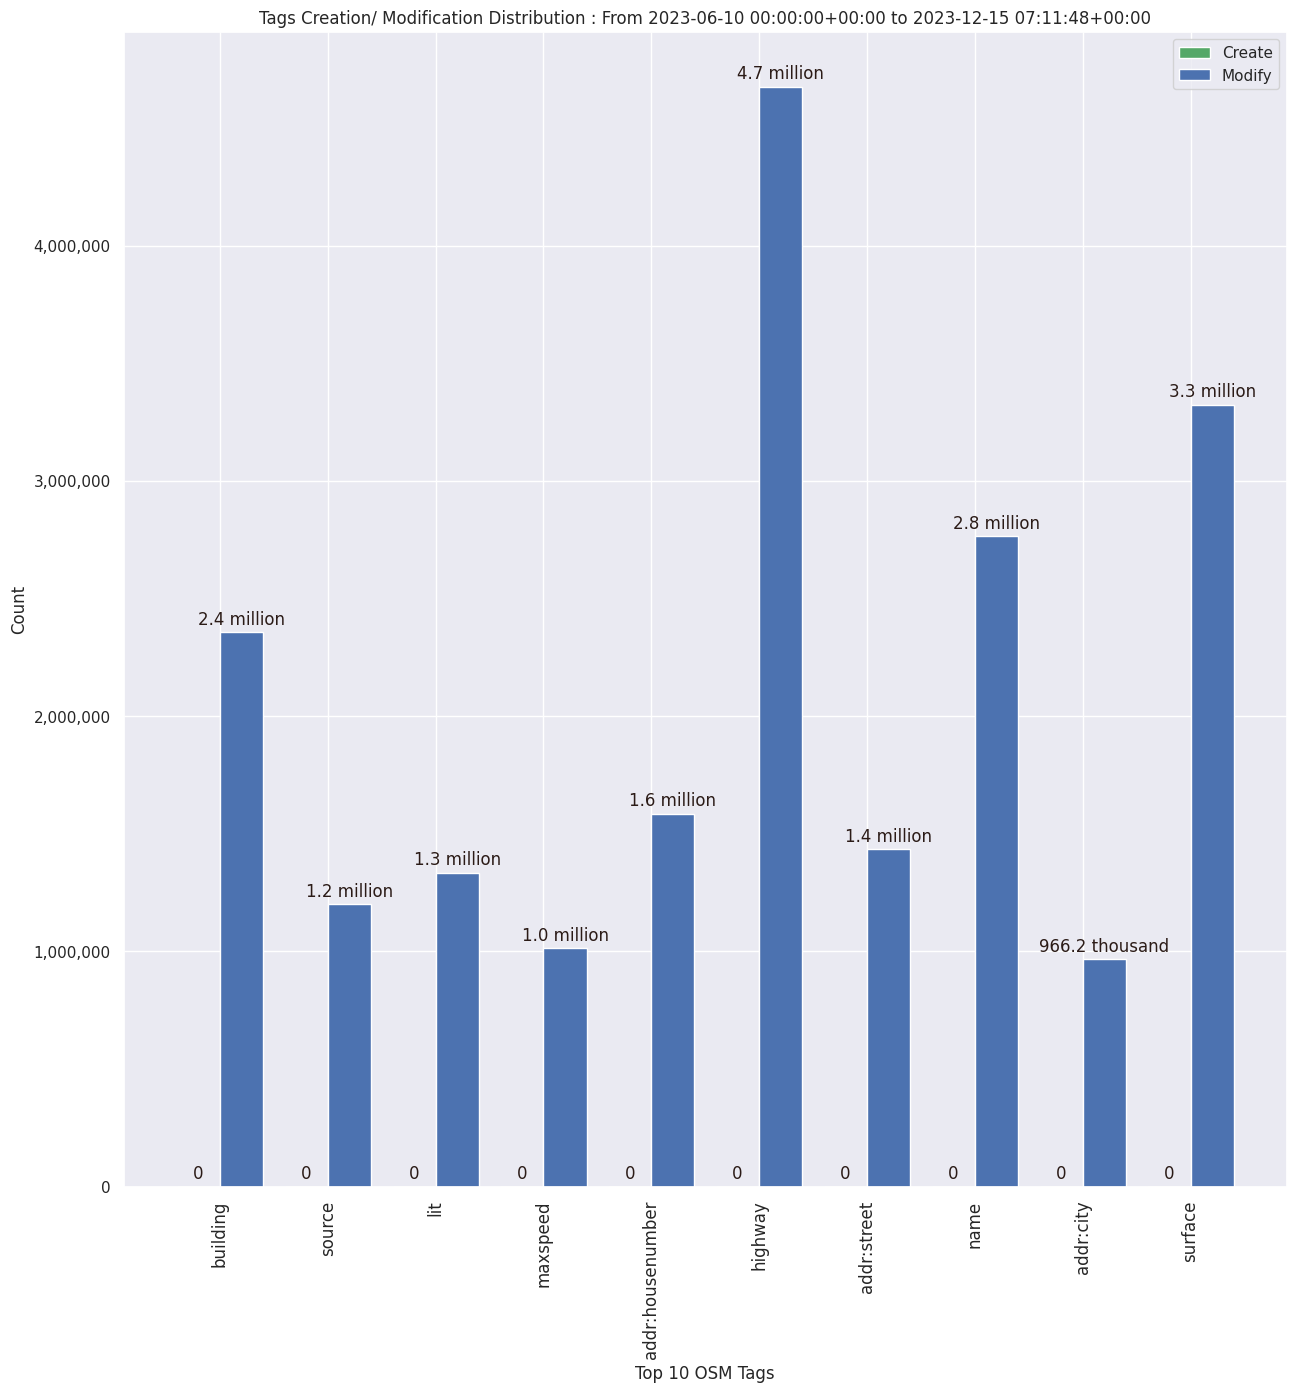 Tags Creation/ Modification Distribution : From 2023-06-10 00:00:00+00:00 to 2023-12-15 07:11:48+00:00
Create
Modify
4.7 million
4,000,000
3.3 million
3,000,000
2.8 million
2.4 million
Count
2,000,000
1.6 million
1.4 million
1.3 million
1.2 million
1.0 million
966.2 thousand
1,000,000
0 0 0 0 0 0 0 0 0 0
0
building
source
lit
maxspeed
addr:housenumber
highway
addr:street
name
addr:city
surface
Top 10 OSM Tags